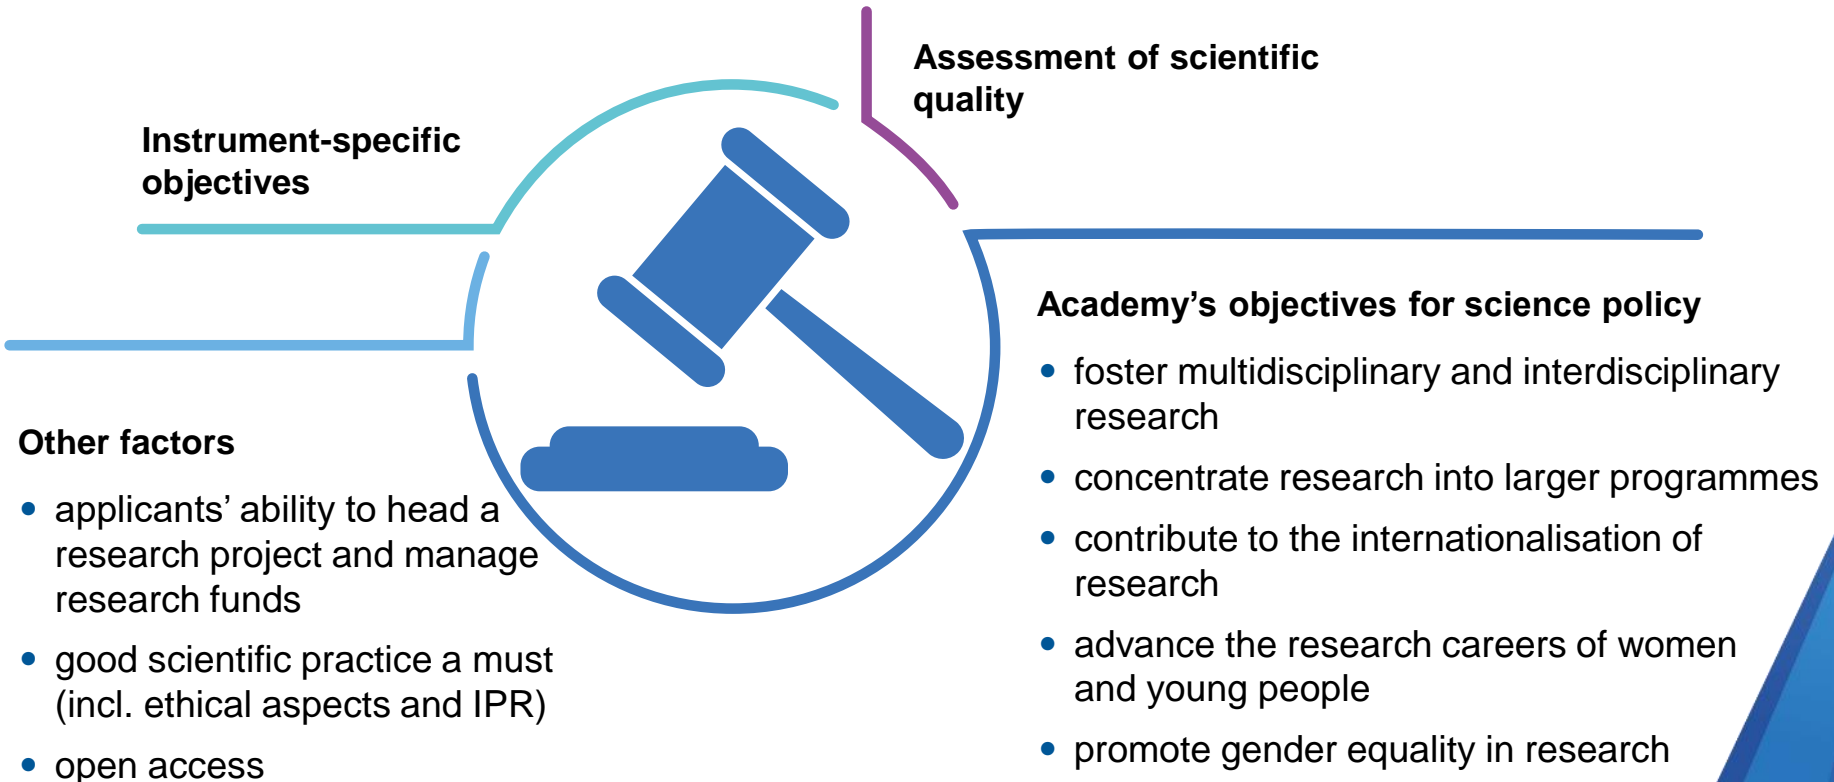 Assessment of scientific
quality
Instrument-specific
objectives
Academy’s objectives for science policy
• foster multidisciplinary and interdisciplinary
research
• concentrate research into larger programmes
• contribute to the internationalisation of
research
• advance the research careers of women
and young people
• promote gender equality in research
Other factors
• applicants’ ability to head a
research project and manage
research funds
• good scientific practice a must
(incl. ethical aspects and IPR)
• open access